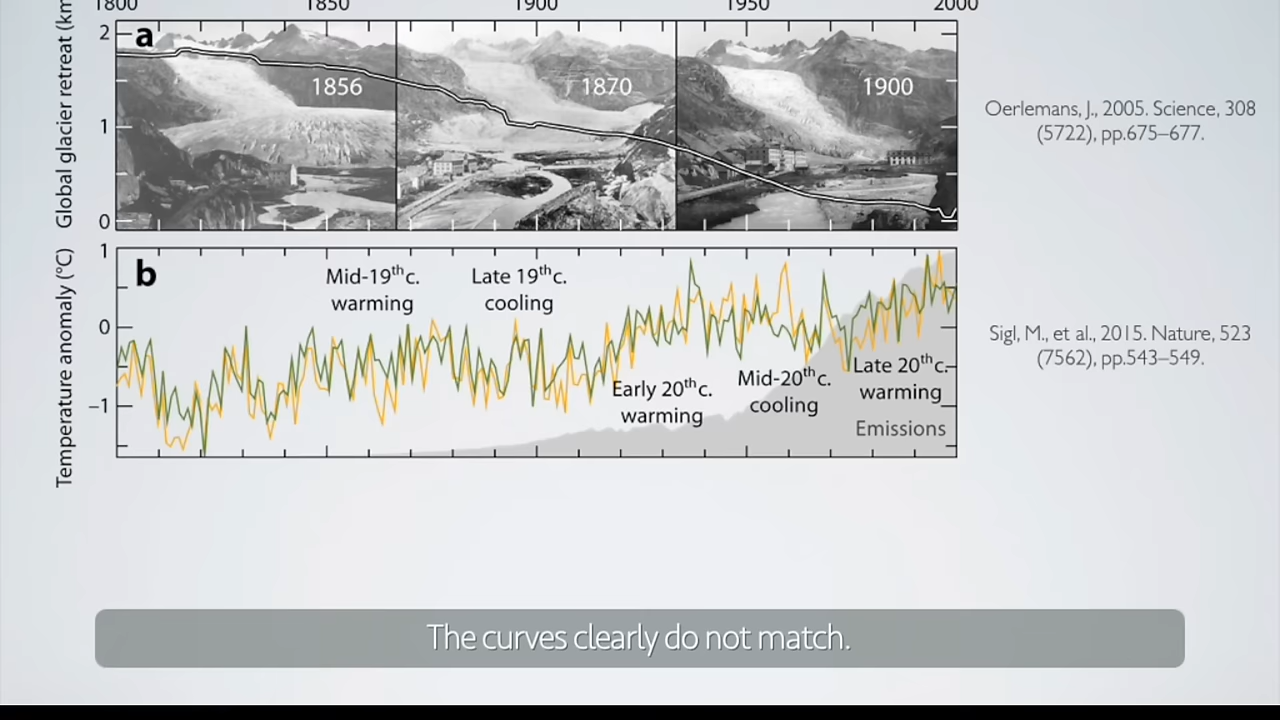 1800 1850 1900 1950 2000
Global glacier retreat (km
2
1
0
a
1856
1870
1900
Oerlemans, J., 2005. Science, 308
(5722), pp.675–677.
Temperature anomaly (°C)
1
0
−1
b
Mid-19th c.
warming
Late 19th c.
cooling
Early 20th c.
warming
Mid-20th c.
cooling
Late 20th c.
warming
Emissions
Sigl, M., et al., 2015. Nature, 523
(7562), pp.543–549.
The curves clearly do not match.